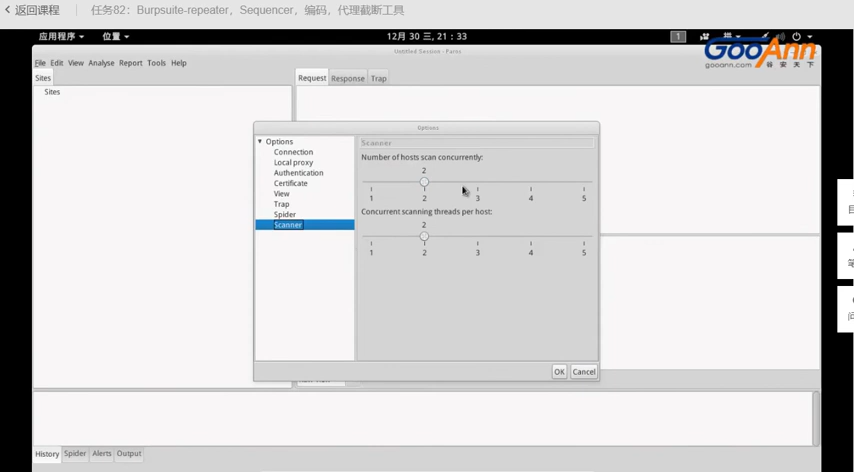 返回课程 任务82：Burpsuite-repeater，Sequencer，编码，代理截断工具
应用程序 位置 12月 30 三, 21 : 33 1
GooAnn
gooann.com 谷安天下
Untitled Session - Paros
File Edit View Analyse Report Tools Help
Sites Request Response Trap
Sites
Options
Options
Connection
Local proxy
Authentication
Certificate
View
Trap
Spider
Scanner
Scanner
Number of hosts scan concurrently:
2
1 2 3 4 5
Concurrent scanning threads per host:
2
1 2 3 4 5
OK Cancel
History Spider Alerts Output